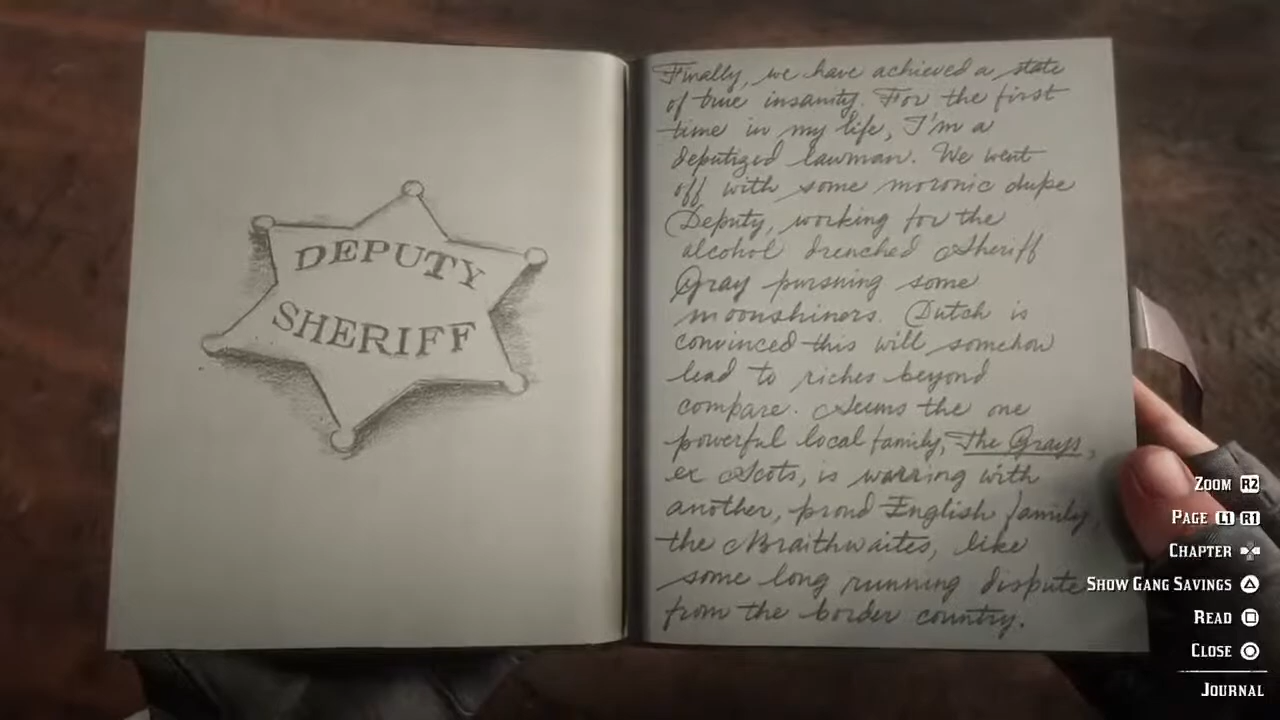 DEPUTY
SHERIFF
Finally, we have achieved a state
of true insanity. For the first
time in my life, I'm a
deputized lawman. We went
off with some moronic dupe
Deputy, working for the
alcohol drenched Sheriff
Gray pursuing some
moonshiners. Dutch is
convinced this will somehow
lead to riches beyond
compare. Seems the one
powerful local family, The Grays,
ex Scots, is warring with
another, proud English family,
the Braithwaites, like
some long running dispute
from the border country.
ZOOM R2
PAGE L1 R1
CHAPTER
SHOW GANG SAVINGS
READ
CLOSE
JOURNAL